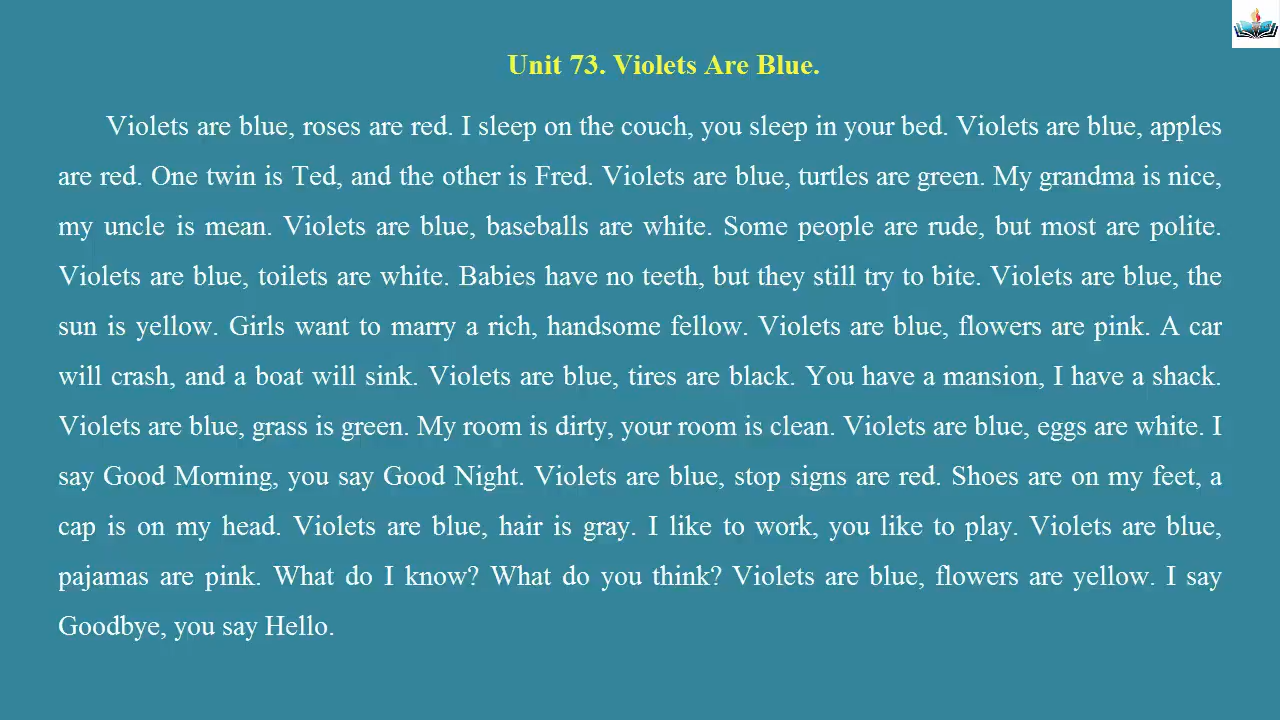 Unit 73. Violets Are Blue.
Violets are blue, roses are red. I sleep on the couch, you sleep in your bed. Violets are blue, apples
are red. One twin is Ted, and the other is Fred. Violets are blue, turtles are green. My grandma is nice,
my uncle is mean. Violets are blue, baseballs are white. Some people are rude, but most are polite.
Violets are blue, toilets are white. Babies have no teeth, but they still try to bite. Violets are blue, the
sun is yellow. Girls want to marry a rich, handsome fellow. Violets are blue, flowers are pink. A car
will crash, and a boat will sink. Violets are blue, tires are black. You have a mansion, I have a shack.
Violets are blue, grass is green. My room is dirty, your room is clean. Violets are blue, eggs are white. I
say Good Morning, you say Good Night. Violets are blue, stop signs are red. Shoes are on my feet, a
cap is on my head. Violets are blue, hair is gray. I like to work, you like to play. Violets are blue,
pajamas are pink. What do I know? What do you think? Violets are blue, flowers are yellow. I say
Goodbye, you say Hello.